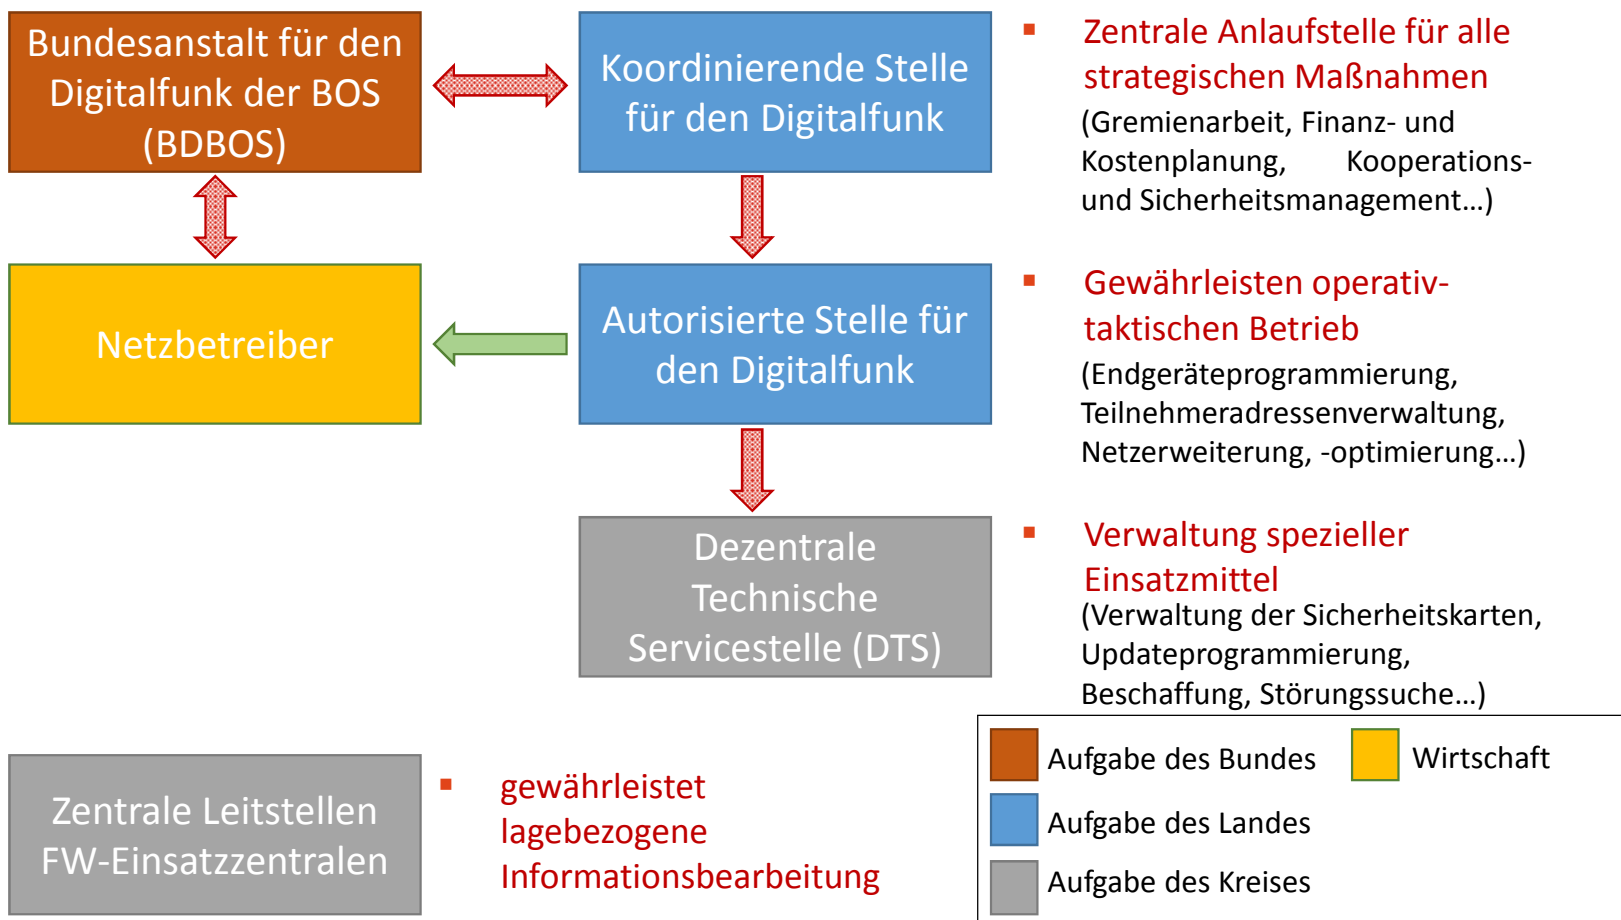 Bundesanstalt für den
Digitalfunk der BOS
(BDBOS)
Koordinierende Stelle
für den Digitalfunk
▪ Zentrale Anlaufstelle für alle
strategischen Maßnahmen
(Gremienarbeit, Finanz- und
Kostenplanung, Kooperations-
und Sicherheitsmanagement…)
Netzbetreiber
Autorisierte Stelle für
den Digitalfunk
▪ Gewährleisten operativ-
taktischen Betrieb
(Endgeräteprogrammierung,
Teilnehmeradressenverwaltung,
Netzerweiterung, -optimierung…)
Dezentrale
Technische
Servicestelle (DTS)
▪ Verwaltung spezieller
Einsatzmittel
(Verwaltung der Sicherheitskarten,
Updateprogrammierung,
Beschaffung, Störungssuche…)
Zentrale Leitstellen
FW-Einsatzzentralen
▪ gewährleistet
lagebezogene
Informationsbearbeitung
Aufgabe des Bundes
Wirtschaft
Aufgabe des Landes
Aufgabe des Kreises